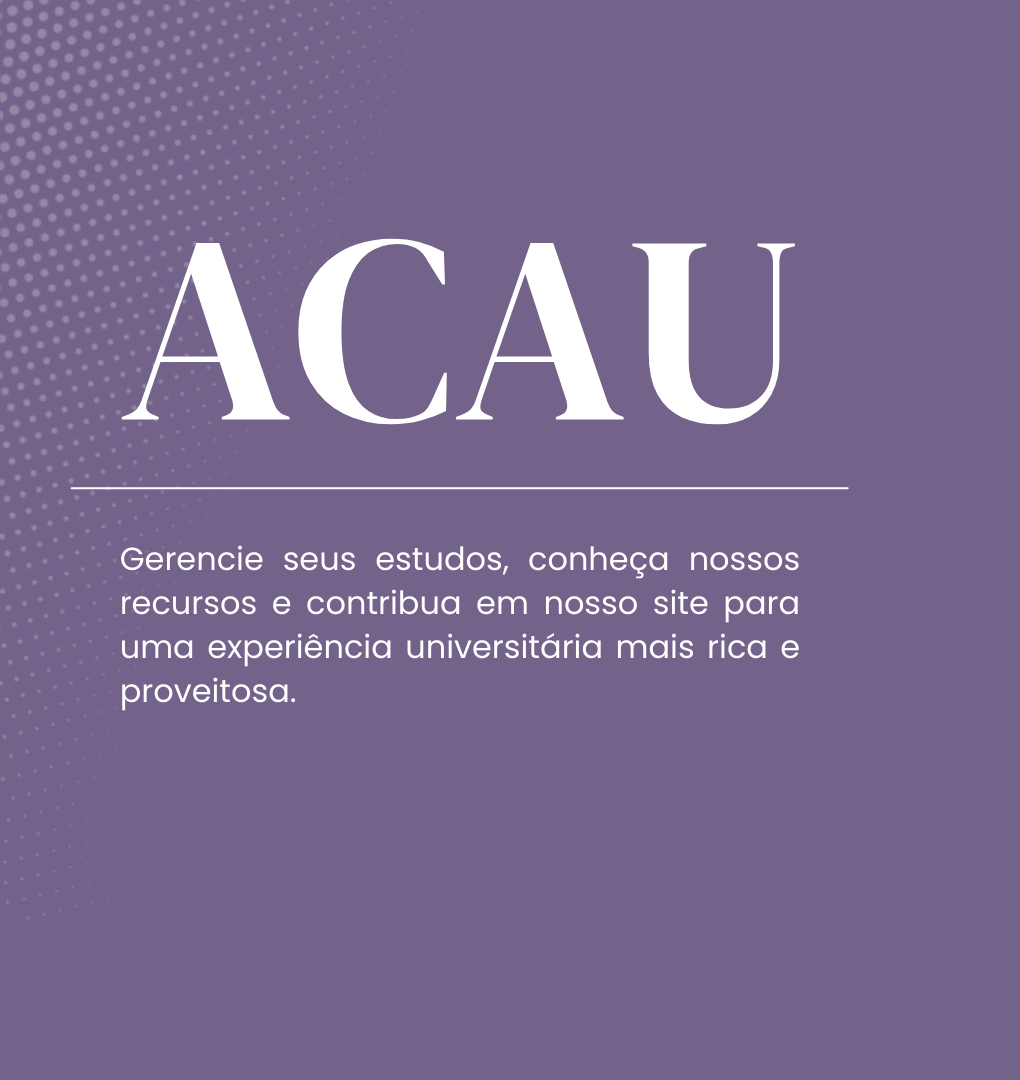 ACAU
Gerencie seus estudos, conheça nossos
recursos e contribua em nosso site para
uma experiência universitária mais rica e
proveitosa.